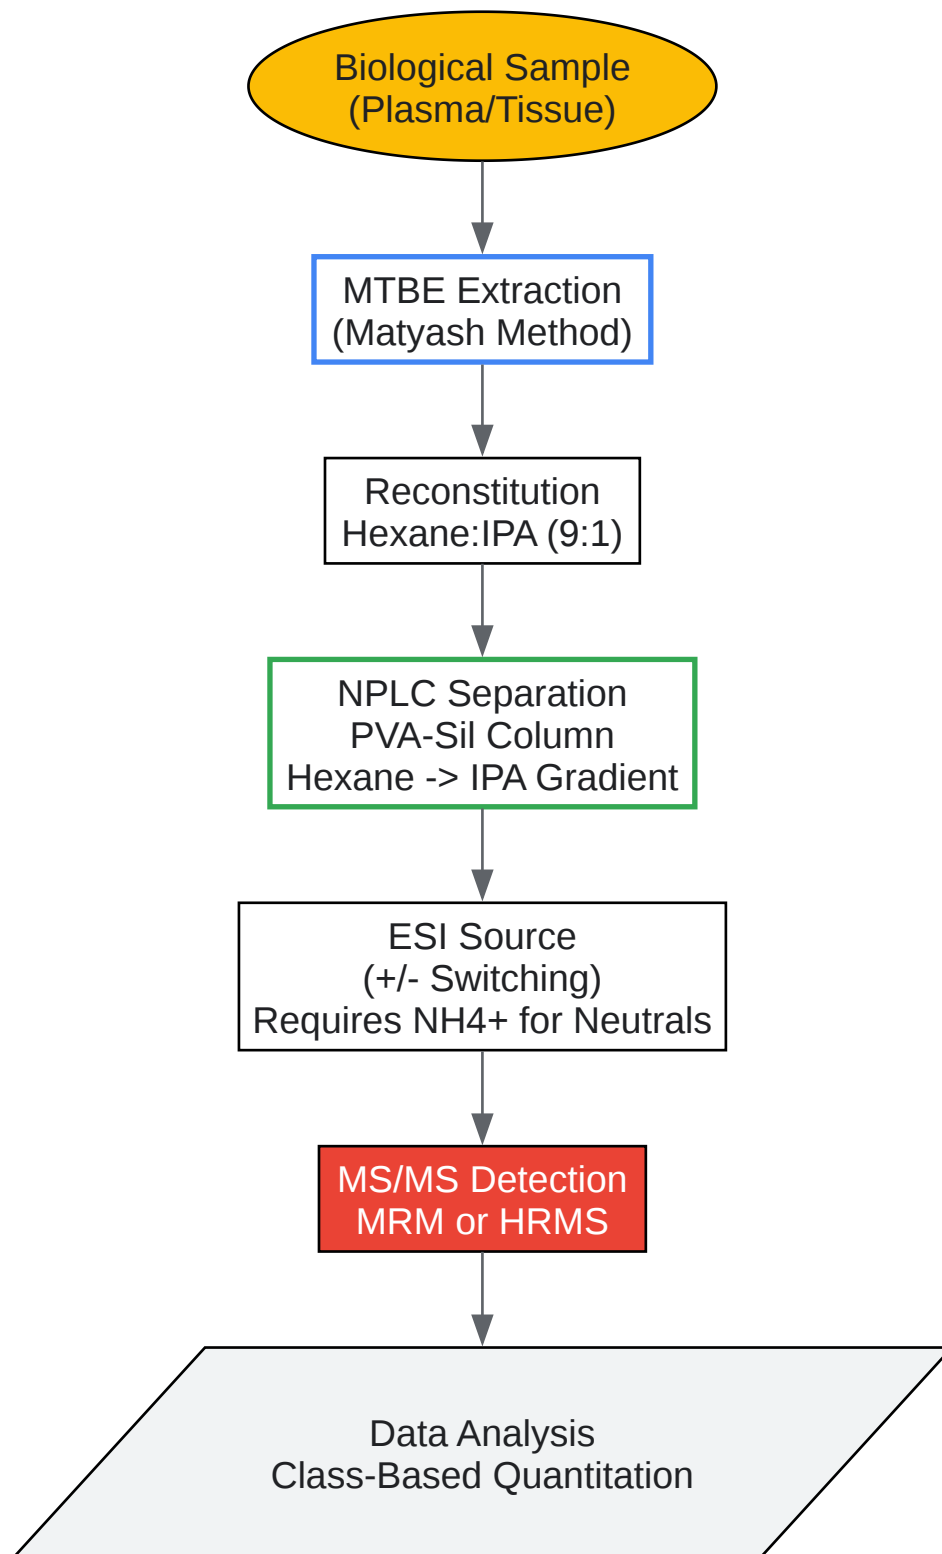 Biological Sample
(Plasma/Tissue)
MTBE Extraction
(Matyash Method)
Reconstitution
Hexane:IPA (9:1)
NPLC Separation
PVA-Sil Column
Hexane -> IPA Gradient
ESI Source
(+/- Switching)
Requires NH4+ for Neutrals
MS/MS Detection
MRM or HRMS
Data Analysis
Class-Based Quantitation